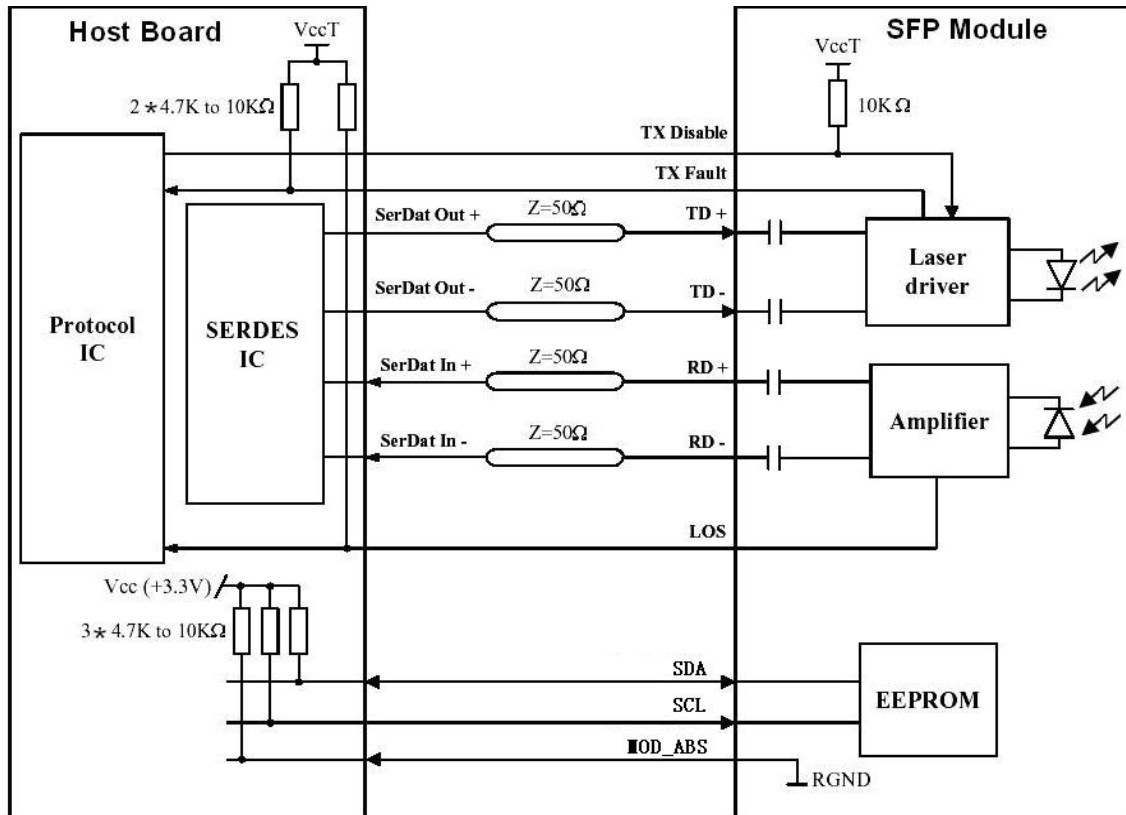 Host Board
SFP Module
VccT
VccT
2*4.7K to 10KΩ
10KΩ
TX Disable
TX Fault
SerDat Out +
Z=50Ω
TD +
Laser
driver
SerDat Out -
Z=50Ω
TD -
Protocol
IC
SERDES
IC
SerDat In +
Z=50Ω
RD +
Amplifier
SerDat In -
Z=50Ω
RD -
LOS
Vcc (+3.3V)
3*4.7K to 10KΩ
SDA
EEPROM
SCL
MOD_ABS
RGND